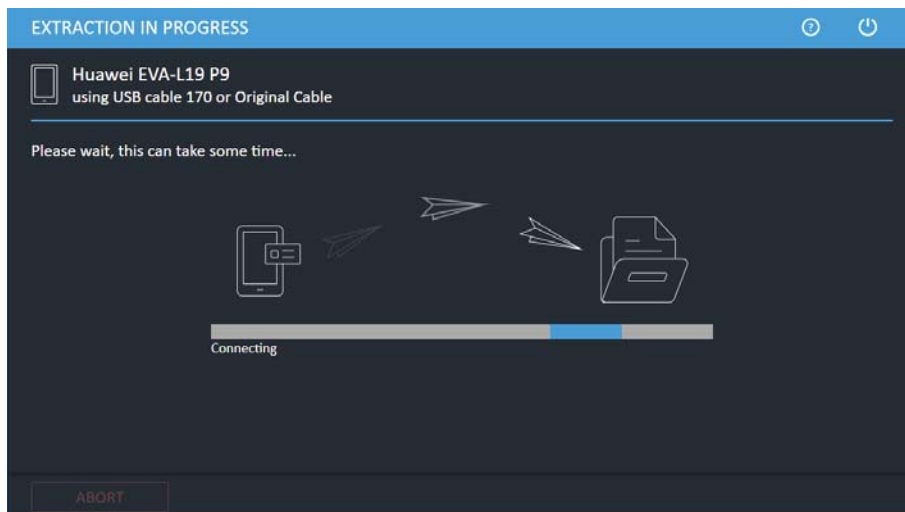 EXTRACTION IN PROGRESS
Huawei EVA-L19 P9
using USB cable 170 or Original Cable
Please wait, this can take some time...
Connecting
ABORT